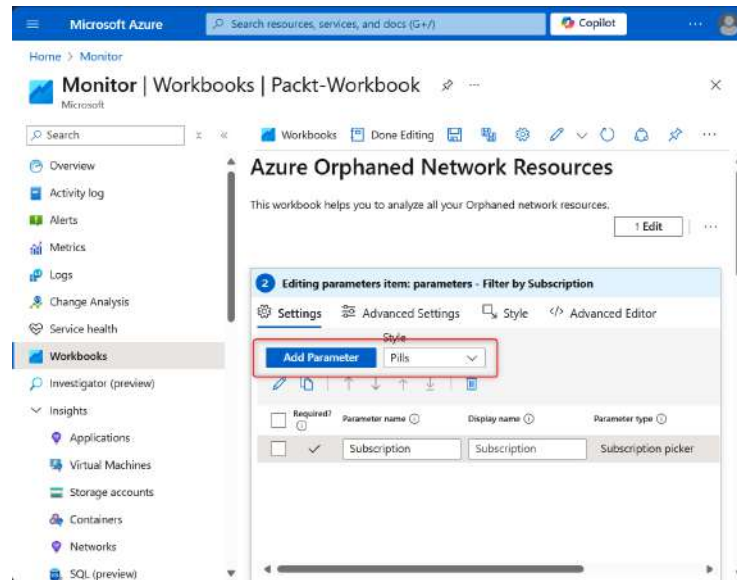 Microsoft Azure
Search resources, services, and docs (G+/)
Copilot
Home > Monitor
Monitor | Workbooks | Packt-Workbook
Microsoft
Search
Workbooks
Done Editing
Overview
Activity log
Alerts
Metrics
Logs
Change Analysis
Service health
Workbooks
Investigator (preview)
Insights
Applications
Virtual Machines
Storage accounts
Containers
Networks
SQL (preview)
Azure Orphaned Network Resources
This workbook helps you to analyze all your Orphaned network resources.
↑ Edit
2 Editing parameters item: parameters - Filter by Subscription
Settings
Advanced Settings
Style
Advanced Editor
Style
Add Parameter
Pills
Required?
Parameter name
Display name
Parameter type
Subscription
Subscription
Subscription picker